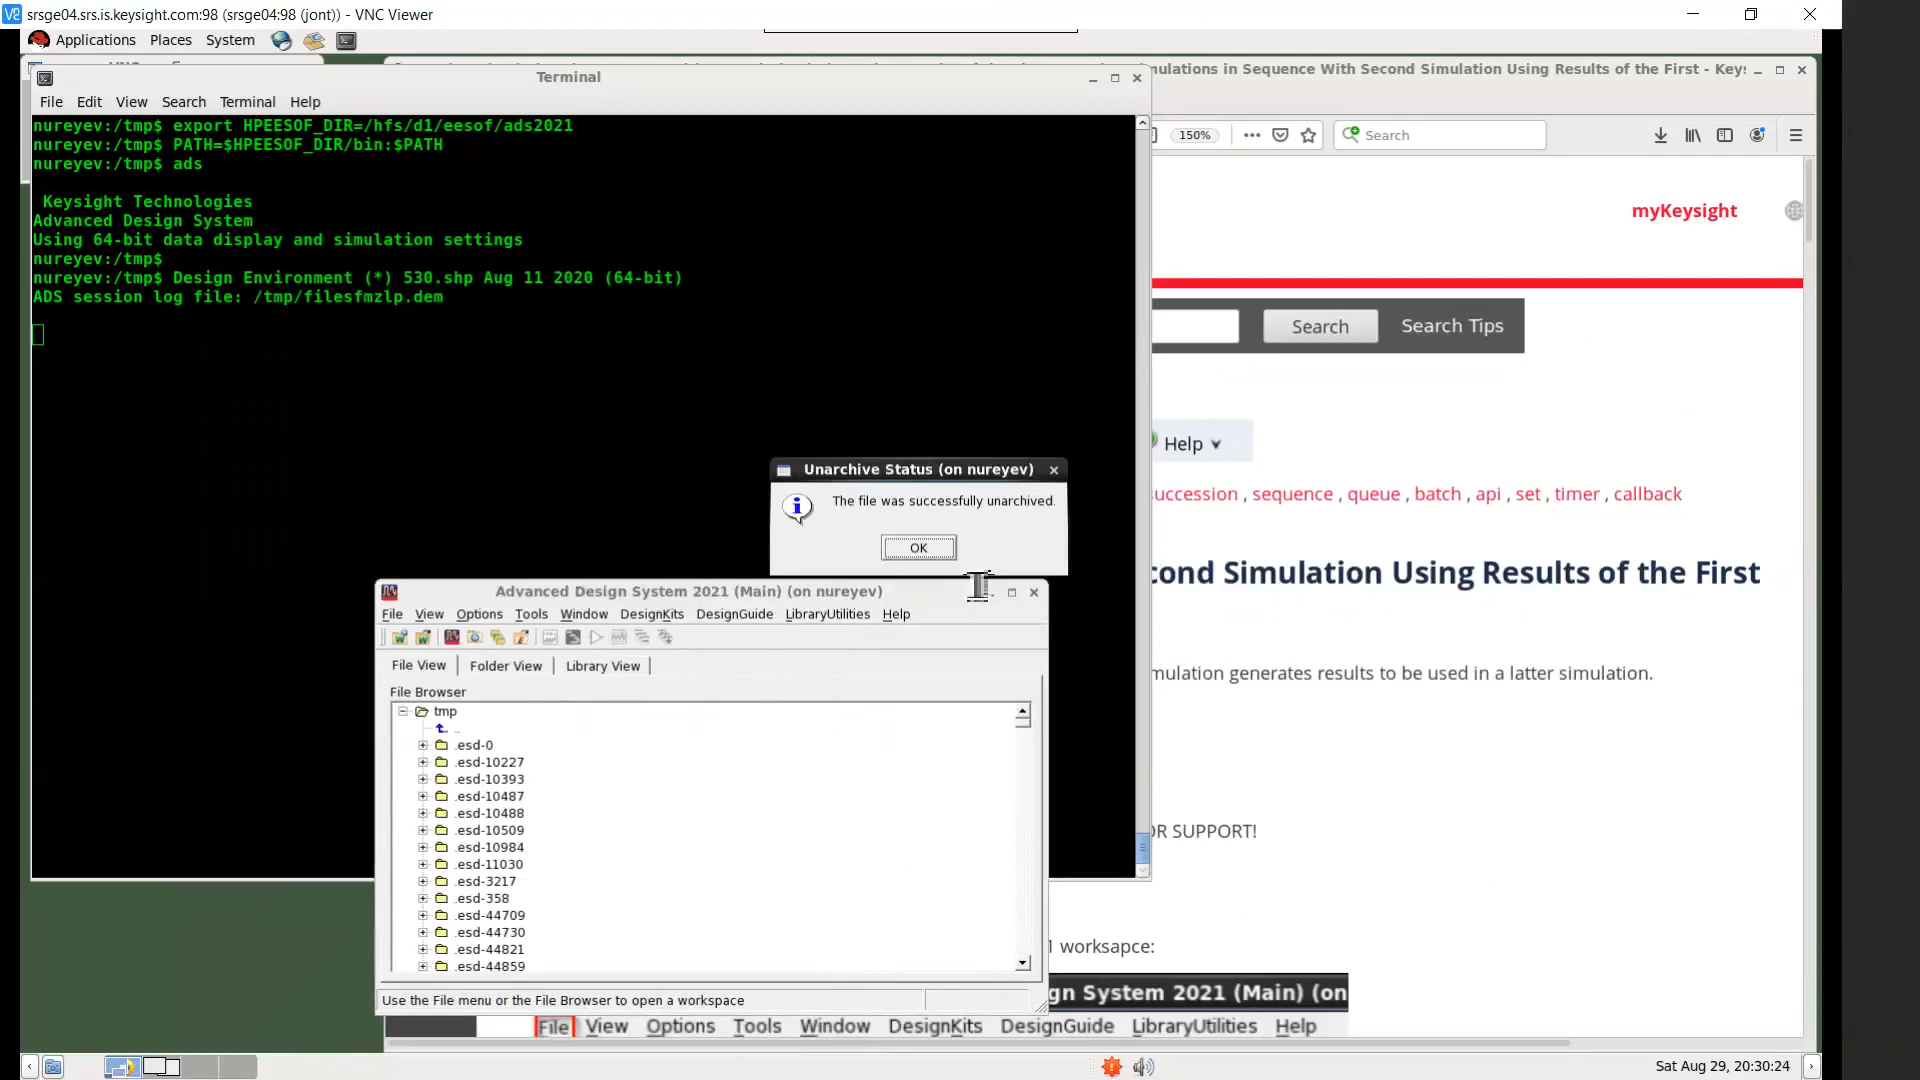 srsge04.srs.is.keysight.com:98 (srsge04:98 (jont)) - VNC Viewer
Applications Places System
Terminal
mulations in Sequence With Second Simulation Using Results of the First - Key:
File Edit View Search Terminal Help
nureyev:/tmp$ export HPEESOF_DIR=/hfs/d1/eesof/ads2021
nureyev:/tmp$ PATH=$HPEESOF_DIR/bin:$PATH
nureyev:/tmp$ ads
Keysight Technologies
Advanced Design System
Using 64-bit data display and simulation settings
nureyev:/tmp$
nureyev:/tmp$ Design Environment (*) 530.shp Aug 11 2020 (64-bit)
ADS session log file: /tmp/filesfmzlp.dem
150%
Search
myKeysight
Search
Search Tips
Help
uccession , sequence , queue , batch , api , set , timer , callback
cond Simulation Using Results of the First
mulation generates results to be used in a latter simulation.
OR SUPPORT!
worksapce:
gn System 2021 (Main) (on
File View Options Tools Window DesignKits DesignGuide LibraryUtilities Help
Unarchive Status (on nureyev)
The file was successfully unarchived.
OK
Advanced Design System 2021 (Main) (on nureyev)
File View Options Tools Window DesignKits DesignGuide LibraryUtilities Help
File View Folder View Library View
File Browser
tmp
..
.esd-0
.esd-10227
.esd-10393
.esd-10487
.esd-10488
.esd-10509
.esd-10984
.esd-11030
.esd-3217
.esd-358
.esd-44709
.esd-44730
.esd-44821
.esd-44859
Use the File menu or the File Browser to open a workspace
Sat Aug 29, 20:30:24